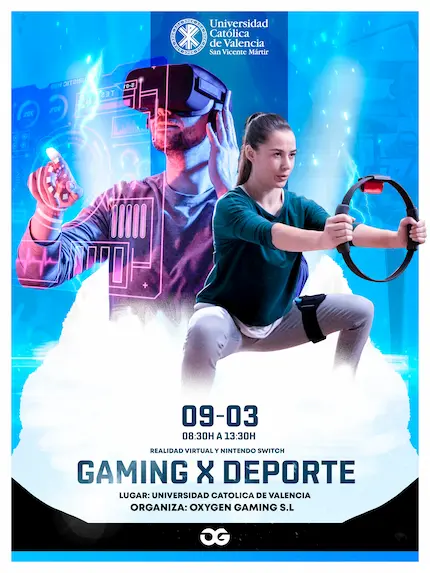 Universidad
Católica
de Valencia
San Vicente Mártir
09-03
08:30H A 13:30H
REALIDAD VIRTUAL Y NINTENDO SWITCH
GAMING X DEPORTE
LUGAR: UNIVERSIDAD CATOLICA DE VALENCIA
ORGANIZA: OXYGEN GAMING S.L
OG